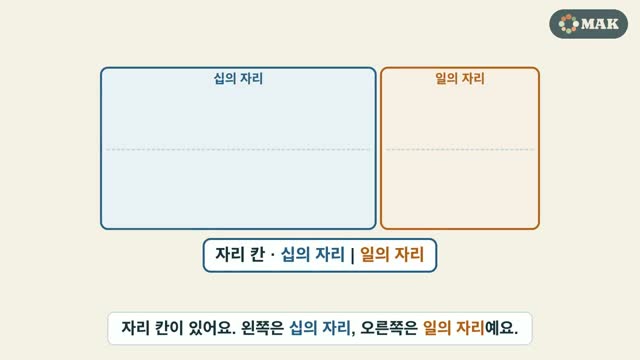 MAK
십의 자리
일의 자리
자리 칸 · 십의 자리 | 일의 자리
자리 칸이 있어요. 왼쪽은 십의 자리, 오른쪽은 일의 자리예요.